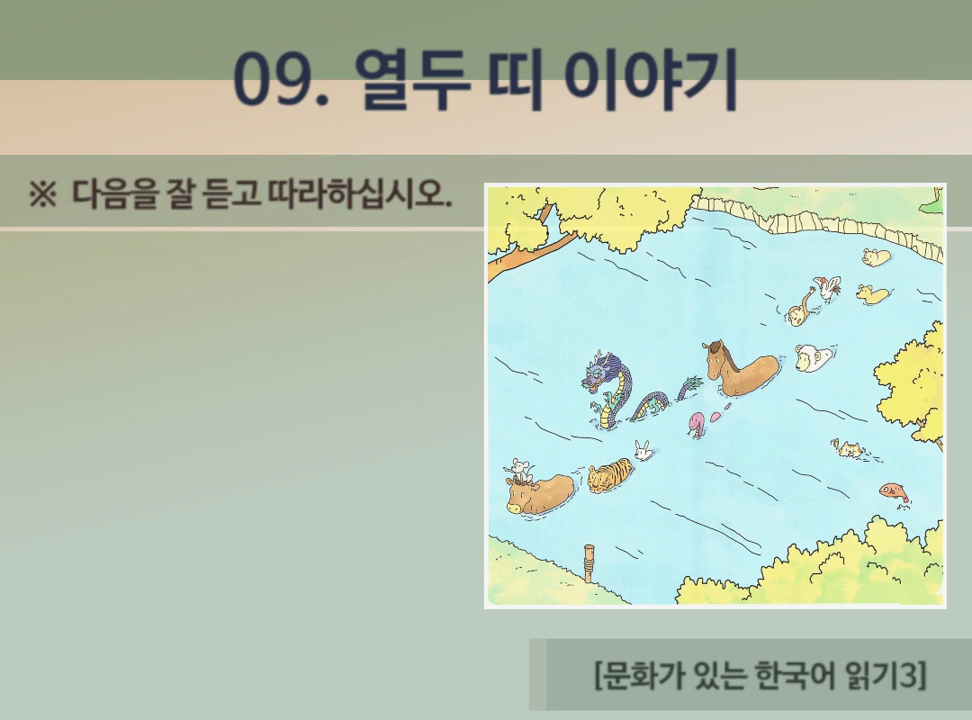 09. 열두 띠 이야기
※ 다음을 잘 듣고 따라하십시오.
[문화가 있는 한국어 읽기3]